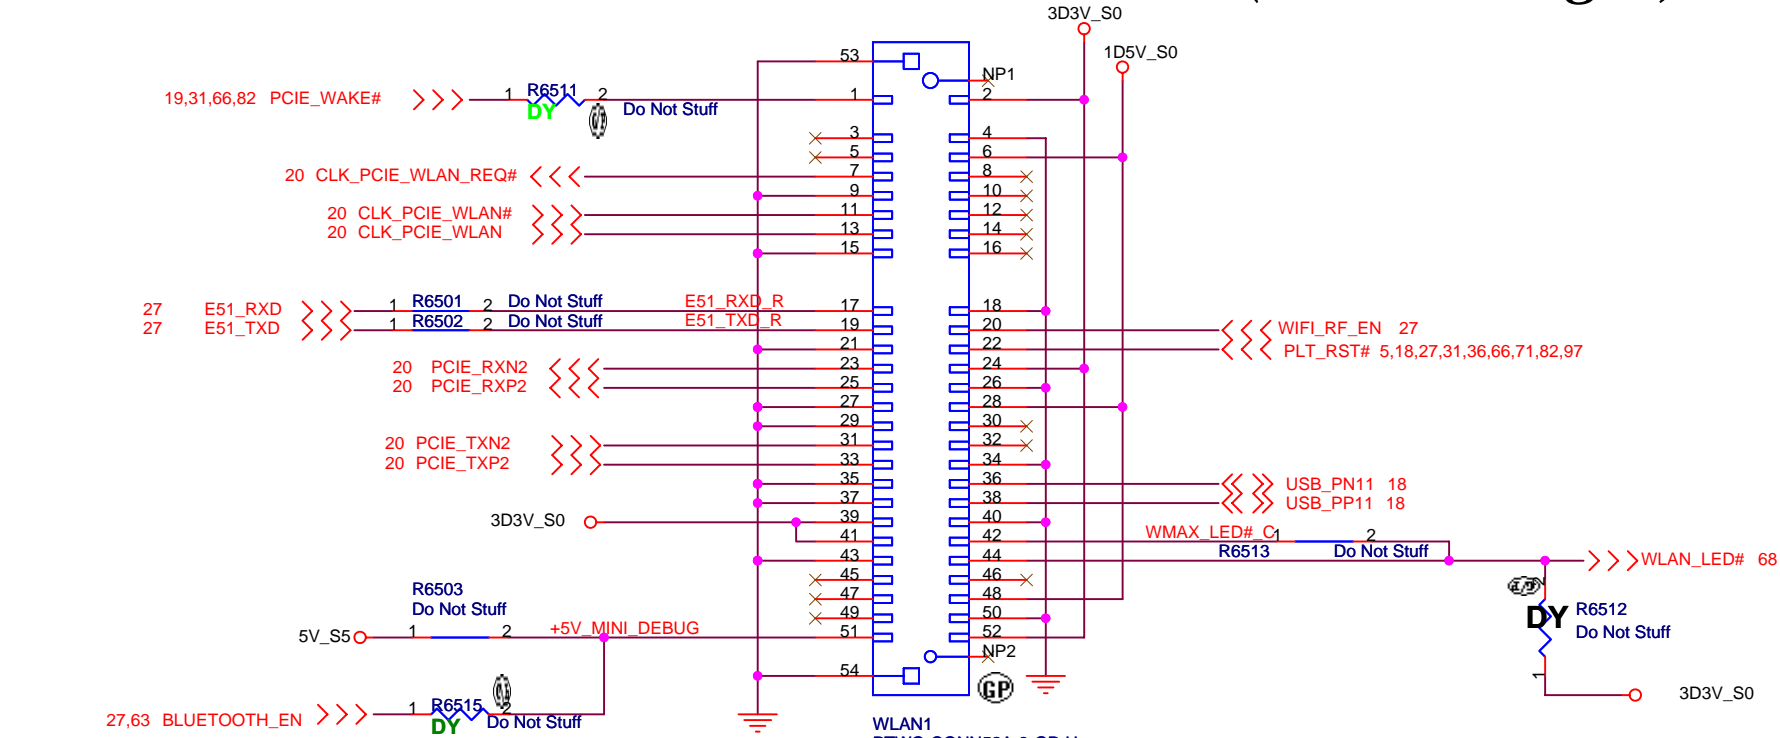 3D3V_S0
1D5V_S0
53
NP1
19,31,66,82 PCIE_WAKE# 1 R6511 2 Do Not Stuff 1 2
DY
3 4
5 6
20 CLK_PCIE_WLAN_REQ# 7 8
9 10
20 CLK_PCIE_WLAN# 11 12
20 CLK_PCIE_WLAN 13 14
15 16
27 E51_RXD 1 R6501 2 Do Not Stuff E51_RXD_R 17 18
27 E51_TXD 1 R6502 2 Do Not Stuff E51_TXD_R 19 20 WIFI_RF_EN 27
21 22 PLT_RST# 5,18,27,31,36,66,71,82,97
20 PCIE_RXN2 23 24
20 PCIE_RXP2 25 26
27 28
29 30
20 PCIE_TXN2 31 32
20 PCIE_TXP2 33 34
35 36 USB_PN11 18
37 38 USB_PP11 18
3D3V_S0 39 40
41 42 WMAX_LED#_C 1 R6513 2 Do Not Stuff
43 44 WLAN_LED# 68
45 46
47 48
49 50
R6503
Do Not Stuff
5V_S5 1 2 +5V_MINI_DEBUG 51 52
2 DY R6512
Do Not Stuff
1
3D3V_S0
NP2
54
GP
27,63 BLUETOOTH_EN 1 R6515 2 Do Not Stuff
DY
WLAN1